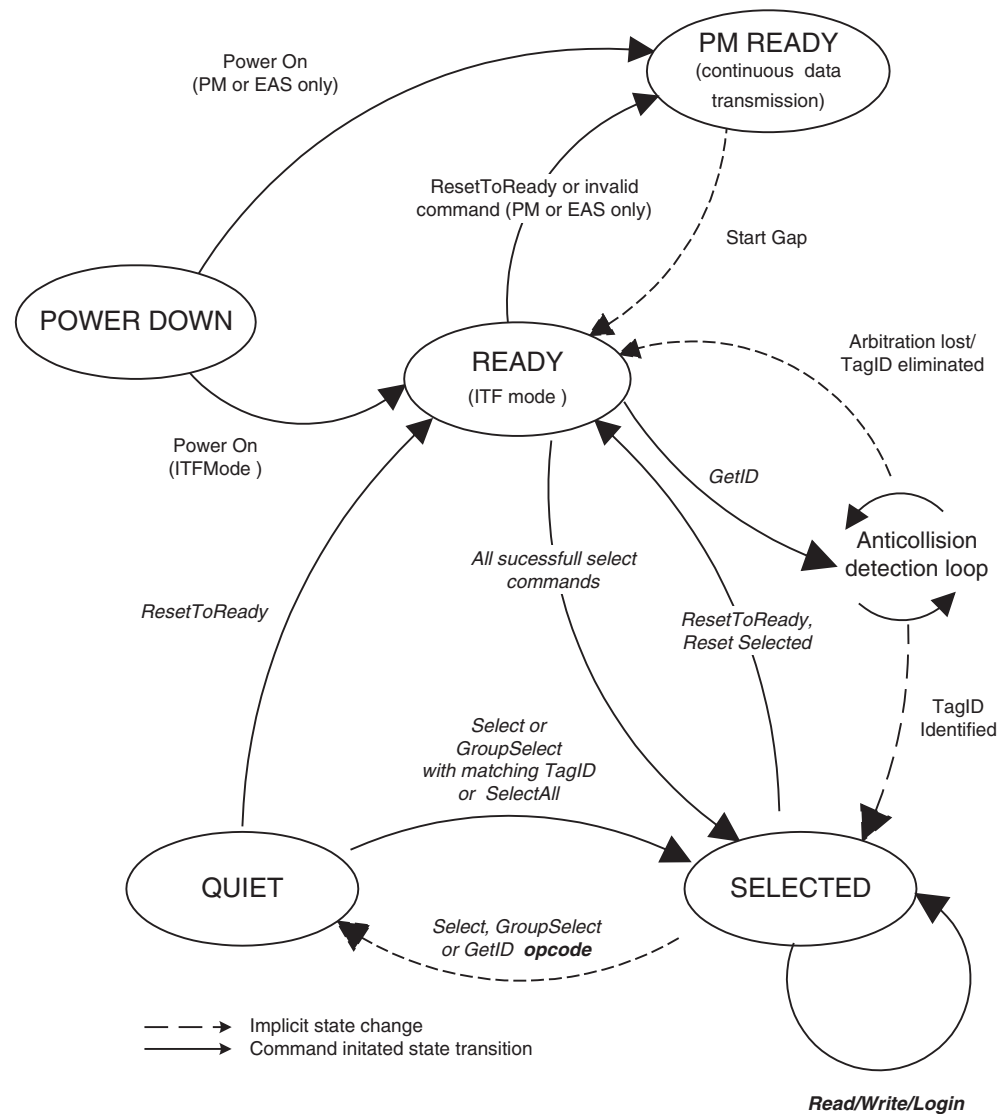 PM READY
(continuous data
transmission)
Power On
(PM or EAS only)
ResetToReady or invalid
command (PM or EAS only)
Start Gap
POWER DOWN
READY
(ITF mode )
Arbitration lost/
TagID eliminated
Power On
(ITFMode )
GetID
Anticollision
detection loop
All sucessfull select
commands
ResetToReady
ResetToReady,
Reset Selected
TagID
Identified
Select or
GroupSelect
with matching TagID
or SelectAll
QUIET
SELECTED
Select, GroupSelect
or GetID opcode
Implicit state change
Command initated state transition
Read/Write/Login